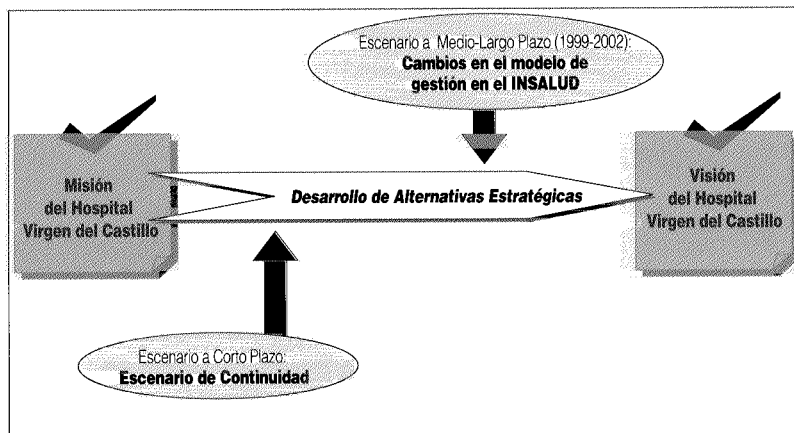 Escenario a Medio-Largo Plazo (1999-2002):
Cambios en el modelo de
gestión en el INSALUD
Misión
del Hospital
Virgen del Castillo
Desarrollo de Alternativas Estratégicas
Visión
del Hospital
Virgen del Castillo
Escenario a Corto Plazo:
Escenario de Continuidad